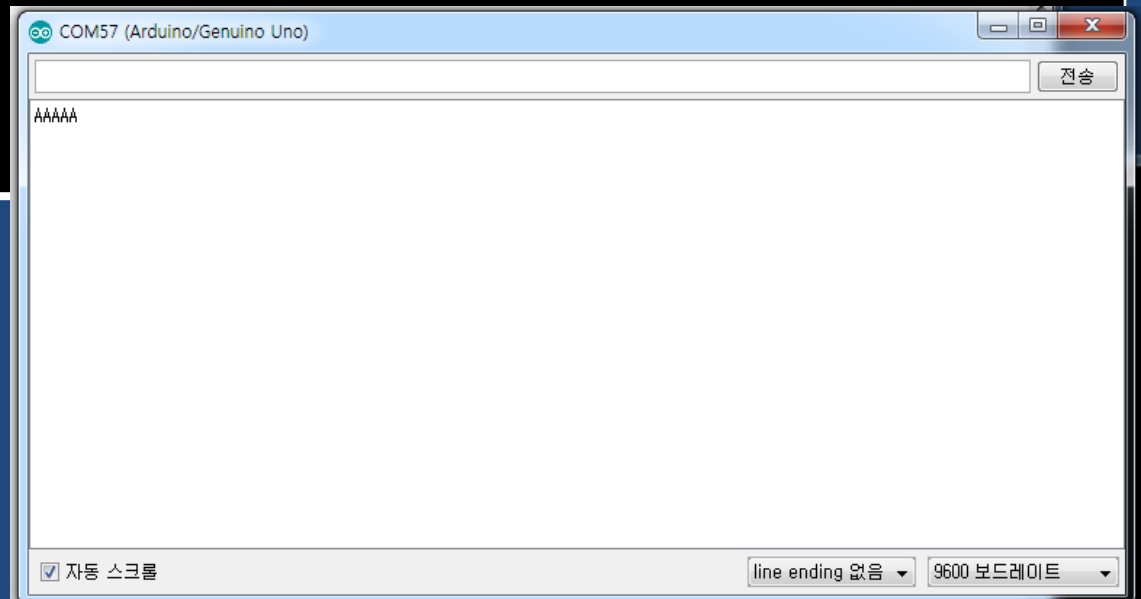 COM57 (Arduino/Genuino Uno)
전송
AAAAA
자동 스크롤
line ending 없음
9600 보드레이트